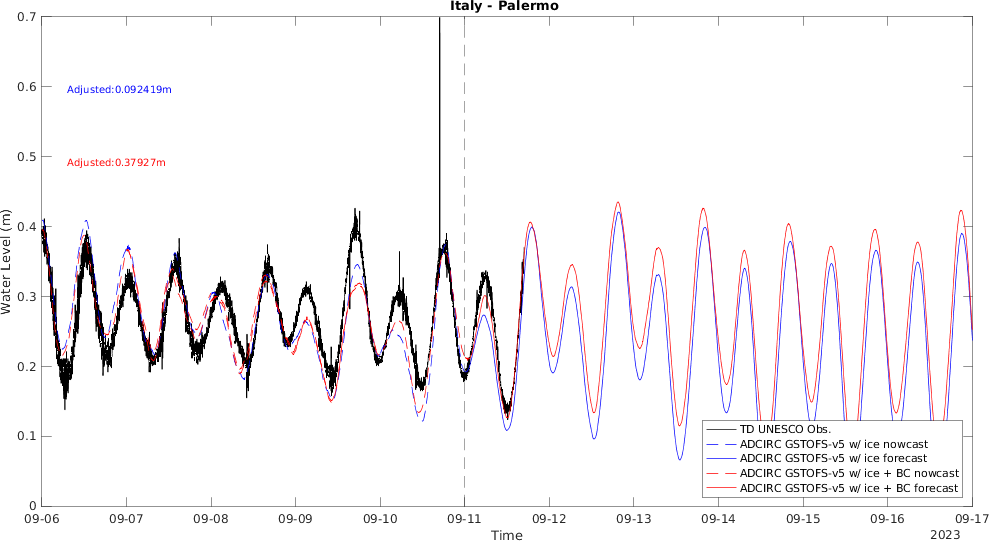 Italy - Palermo
Water Level (m)
0.7
0.6
0.5
0.4
0.3
0.2
0.1
0
Adjusted:0.092419m
Adjusted:0.37927m
TD UNESCO Obs.
ADCIRC GSTOFS-v5 w/ ice nowcast
ADCIRC GSTOFS-v5 w/ ice forecast
ADCIRC GSTOFS-v5 w/ ice + BC nowcast
ADCIRC GSTOFS-v5 w/ ice + BC forecast
09-06 09-07 09-08 09-09 09-10 09-11 09-12 09-13 09-14 09-15 09-16 09-17
Time
2023